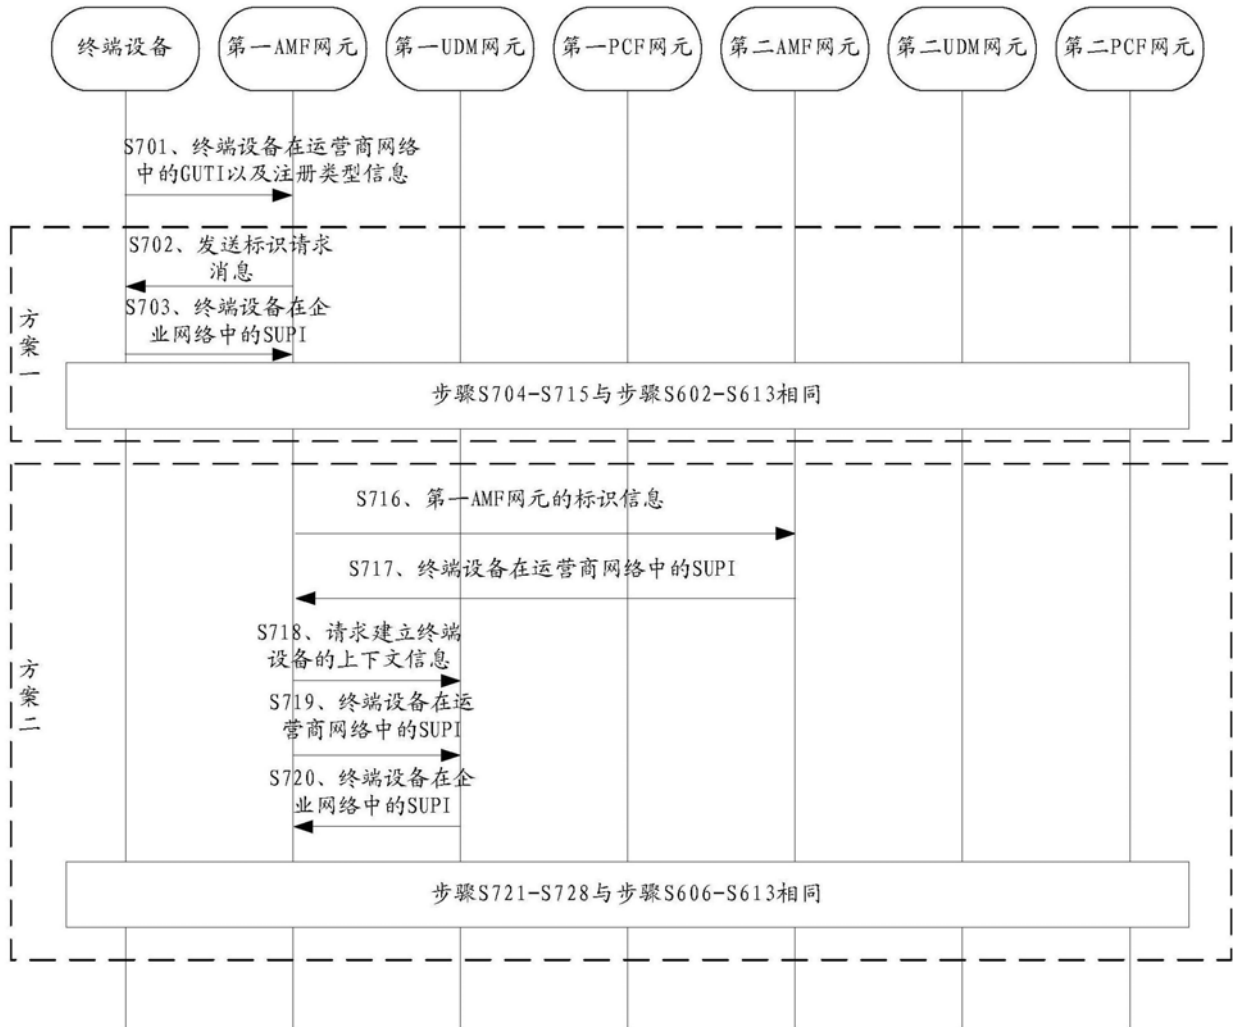 终端设备
第一AMF网元
第一UDM网元
第一PCF网元
第二AMF网元
第二UDM网元
第二PCF网元
S701、终端设备在运营商网络
中的GUTI以及注册类型信息
方案一
S702、发送标识请求
消息
S703、终端设备在企
业网络中的SUPI
步骤S704-S715与步骤S602-S613相同
方案二
S716、第一AMF网元的标识信息
S717、终端设备在运营商网络中的SUPI
S718、请求建立终端
设备的上下文信息
S719、终端设备在运
营商网络中的SUPI
S720、终端设备在企
业网络中的SUPI
步骤S721-S728与步骤S606-S613相同